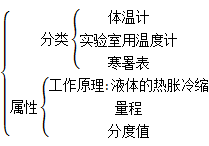 体温计
分类
实验室用温度计
寒暑表
工作原理:液体的热胀冷缩
属性
量程
分度值